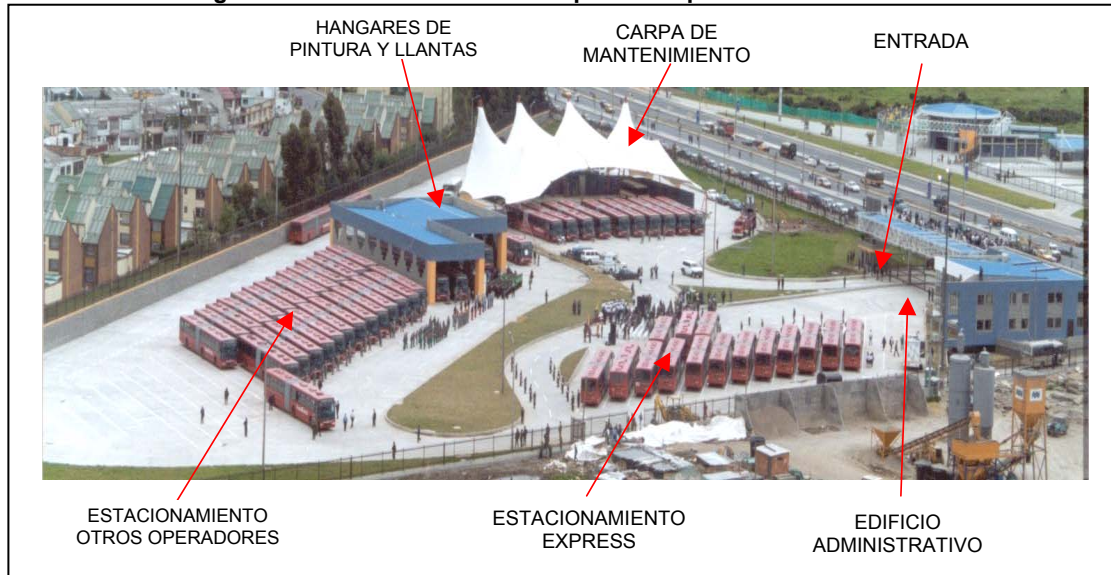 HANGARES DE
PINTURA Y LLANTAS
CARPA DE
MANTENIMIENTO
ENTRADA
ESTACIONAMIENTO
OTROS OPERADORES
ESTACIONAMIENTO
EXPRESS
EDIFICIO
ADMINISTRATIVO